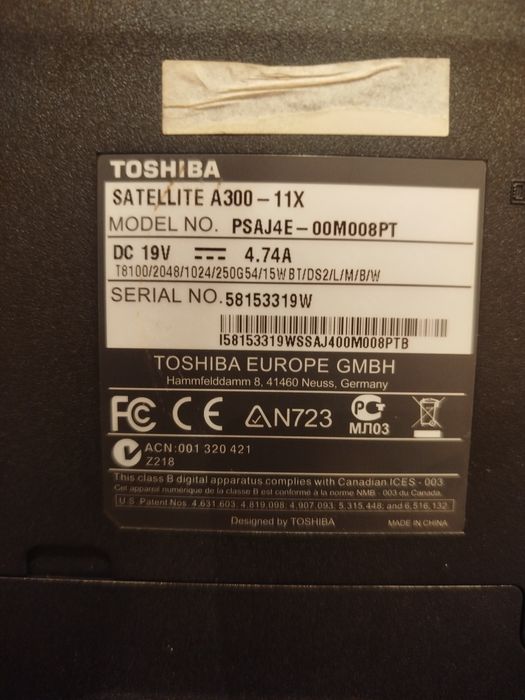 TOSHIBA
SATELLITE A300-11X
MODEL NO. PSAJ4E-00M008PT
DC 19V 4.74A
T8100/2048/1024/250G54/15W BT/DS2/L/M/B/W
SERIAL NO. 58153319W
I58153319WSSAJ400M008PTB
TOSHIBA EUROPE GMBH
Hammfelddamm 8, 41460 Neuss, Germany
FC CE N723 PG МЛ03
ACN:001 320 421
Z218
This class B digital apparatus complies with Canadian ICES - 003.
Cet appareil numérique de la classe B est conforme à la norme NMB - 003 du Canada.
U.S. Patent Nos. 4,631,603, 4,819,098, 4,907,093, 5,315,448, and 6,516,132.
Designed by TOSHIBA MADE IN CHINA